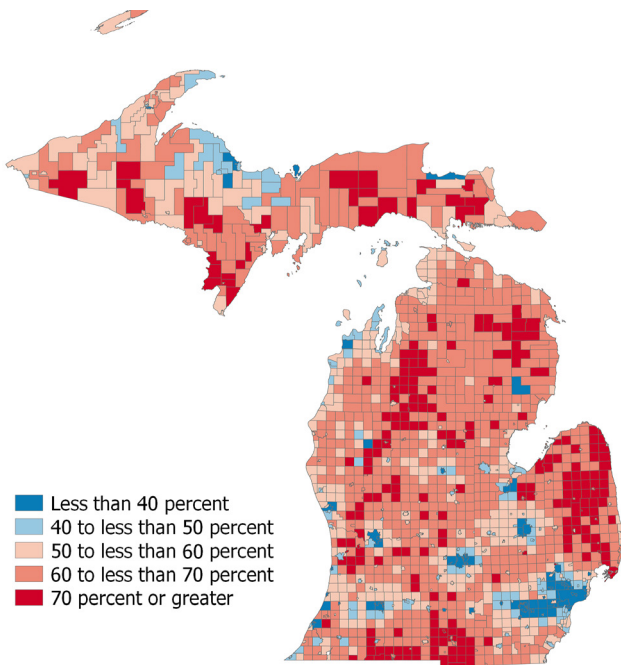 Less than 40 percent
40 to less than 50 percent
50 to less than 60 percent
60 to less than 70 percent
70 percent or greater